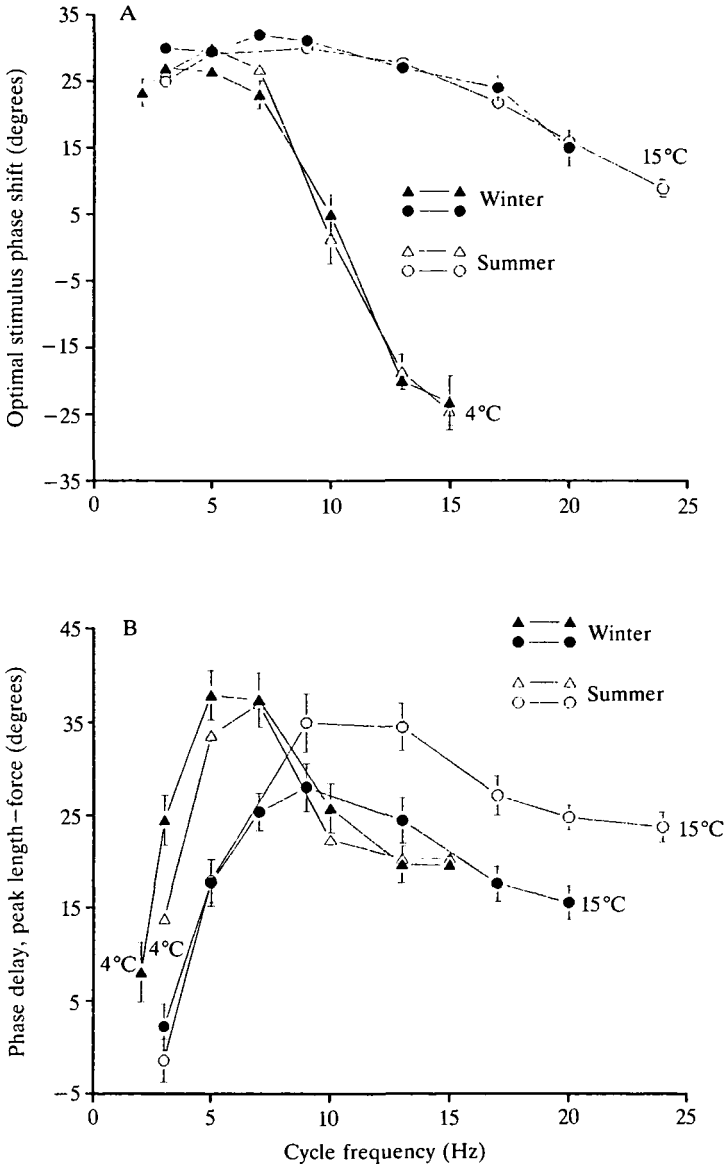 A
Optimal stimulus phase shift (degrees)
35
25
15
5
−5
−15
−25
−35
15°C
Winter
Summer
4°C
0
5
10
15
20
25
B
Phase delay, peak length–force (degrees)
45
35
25
15
5
−5
Winter
Summer
15°C
15°C
4°C
4°C
0
5
10
15
20
25
Cycle frequency (Hz)